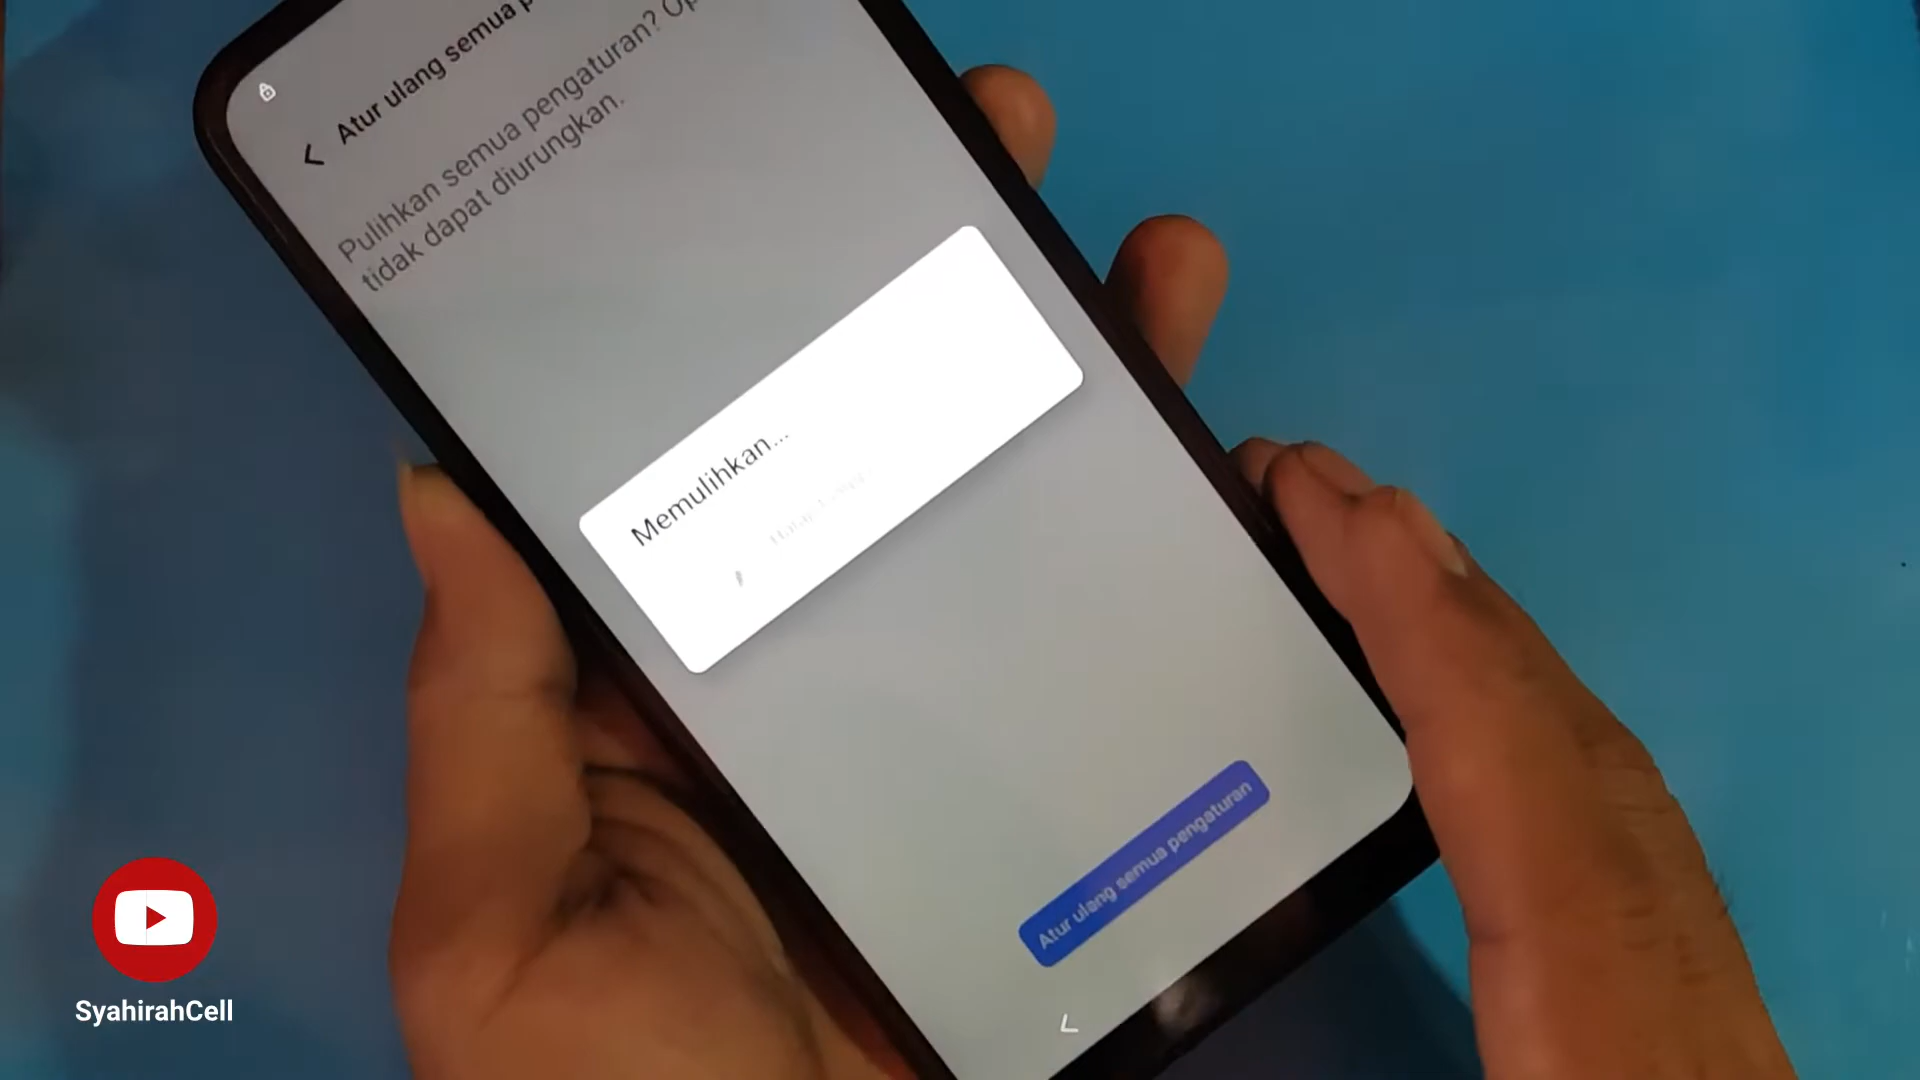 Atur ulang semua
Pulihkan semua pengaturan?
tidak dapat diurungkan.
Memulihkan...
Atur ulang semua pengaturan
SyahirahCell